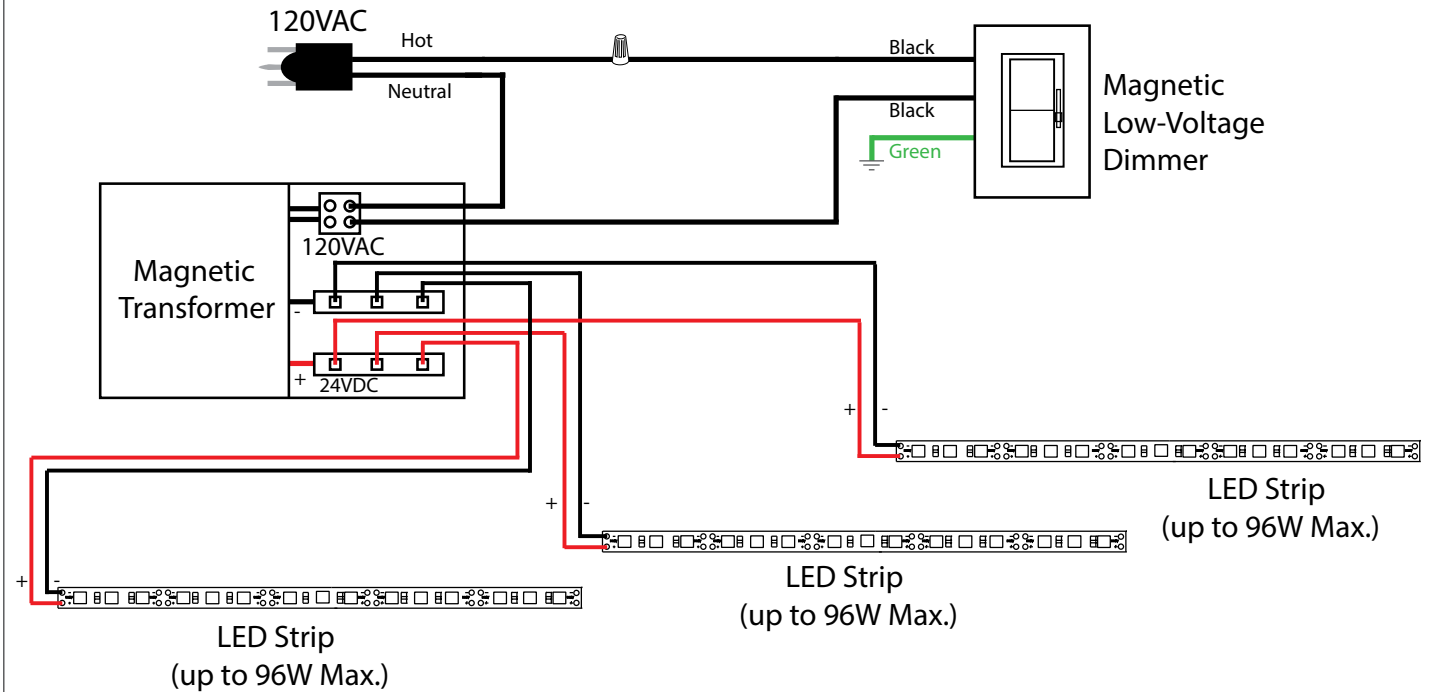 120VAC
Hot
Neutral
Black
Black
Green
Magnetic
Low-Voltage
Dimmer
120VAC
Magnetic
Transformer
-
+
24VDC
+ -
LED Strip
(up to 96W Max.)
+ -
LED Strip
(up to 96W Max.)
+ -
LED Strip
(up to 96W Max.)